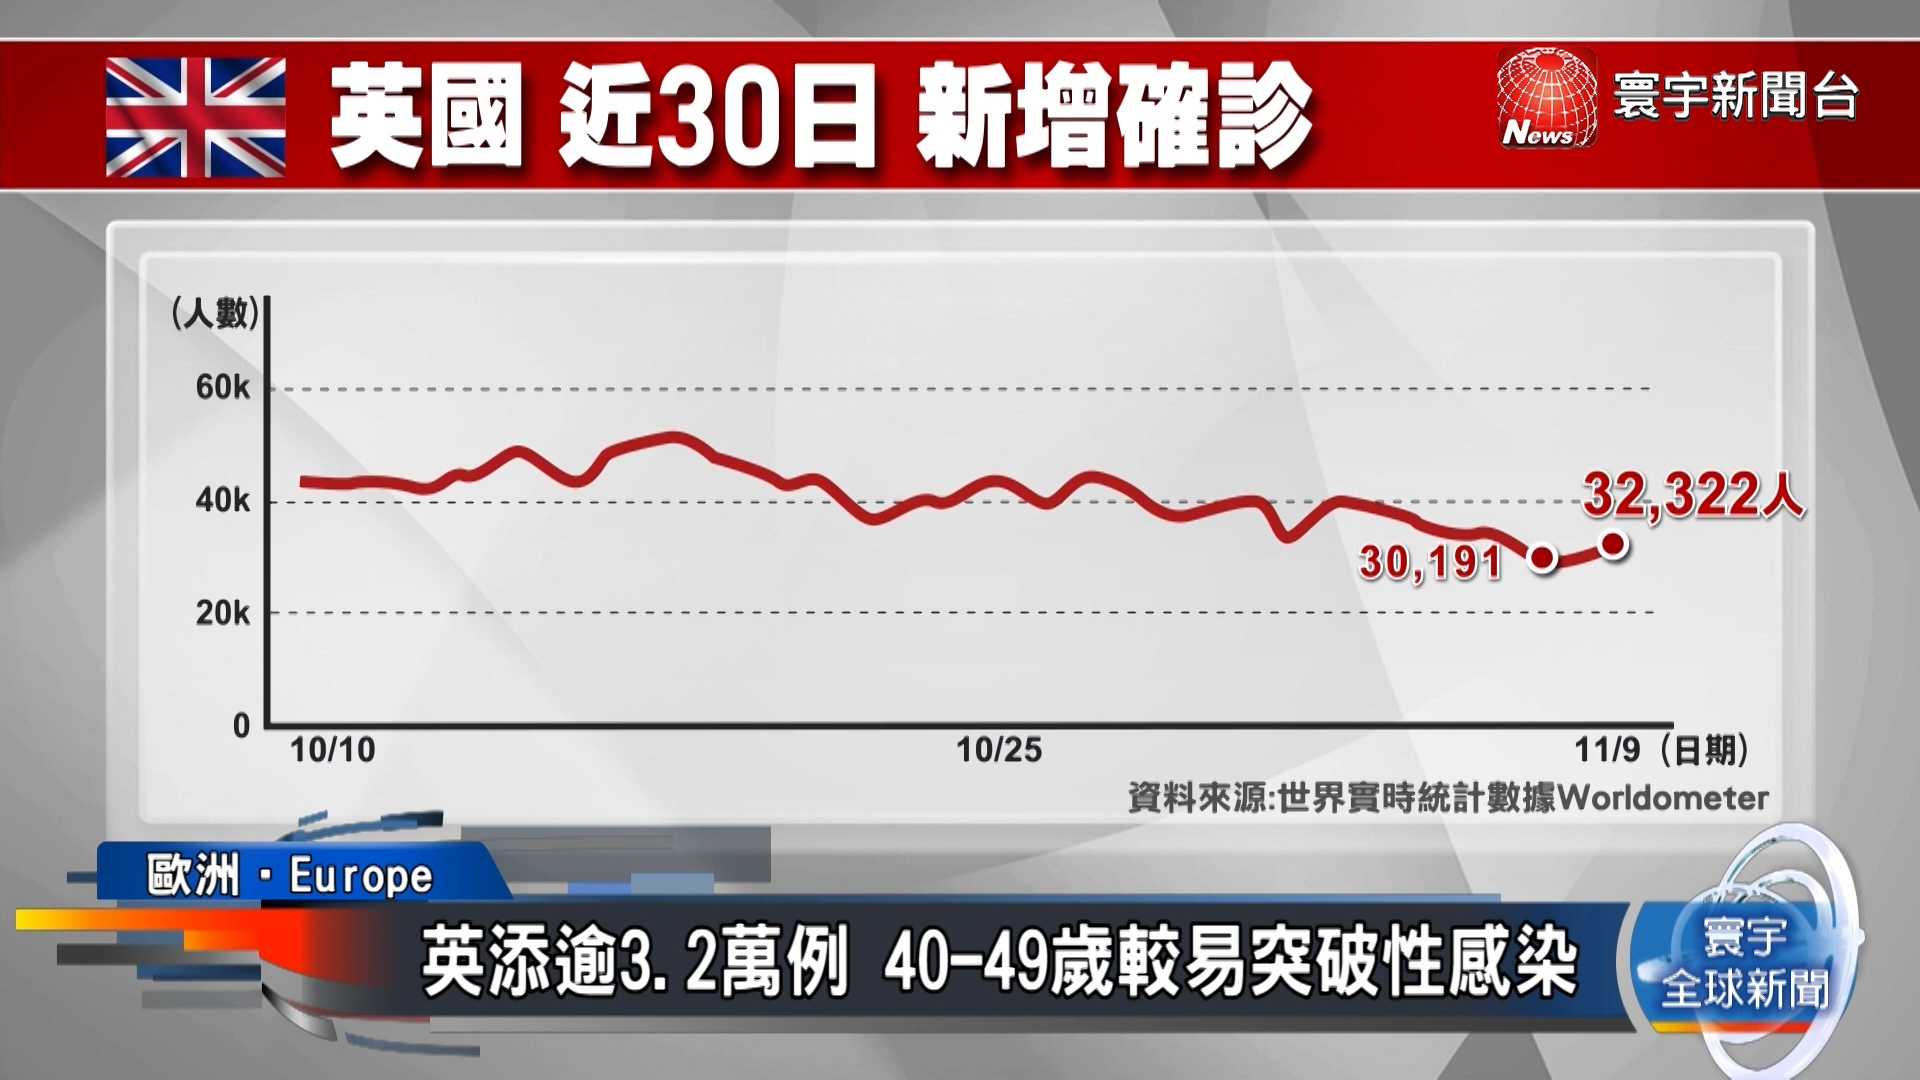 英國 近30日 新增確診
News
寰宇新聞台
(人數)
60k
40k
20k
0
32,322人
30,191
10/10
10/25
11/9 (日期)
資料來源:世界實時統計數據Worldometer
歐洲·Europe
英添逾3.2萬例 40-49歲較易突破性感染
寰宇
全球新聞